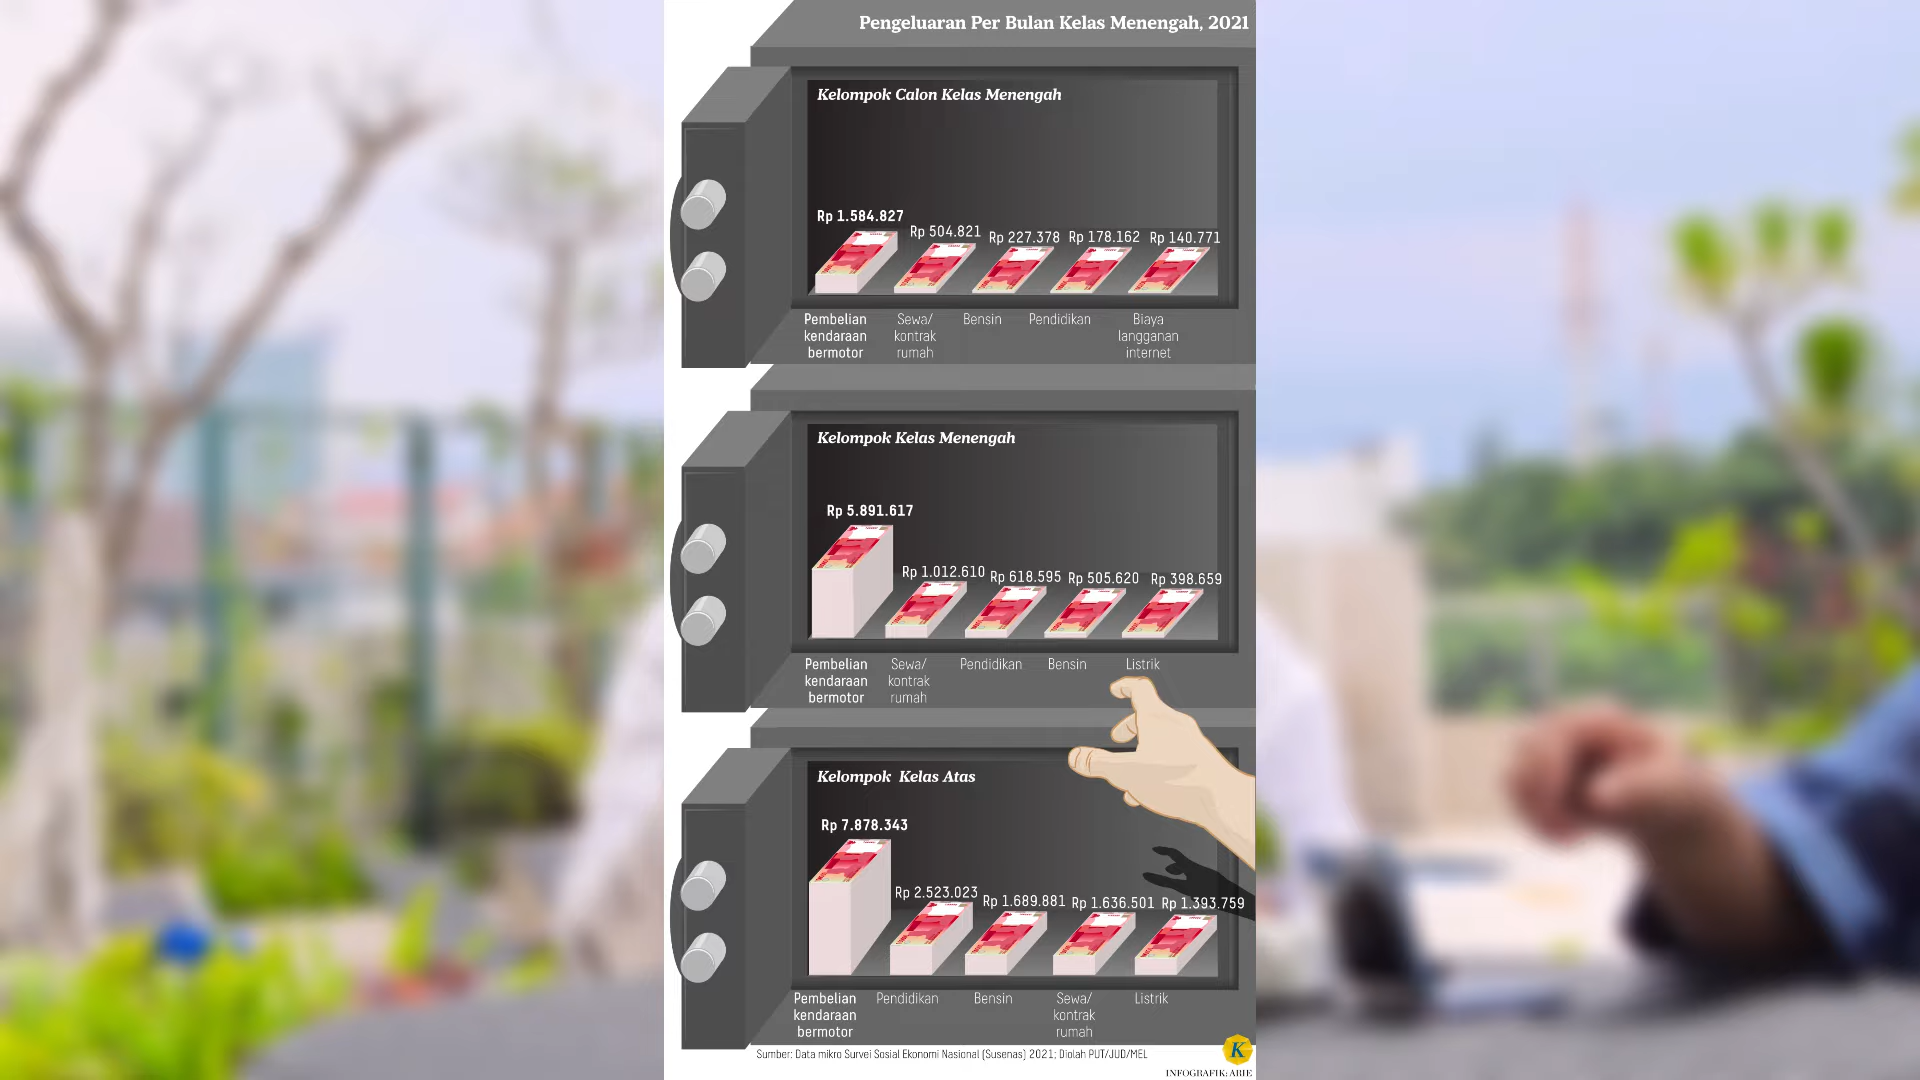 Pengeluaran Per Bulan Kelas Menengah, 2021
Kelompok Calon Kelas Menengah
Rp 1.584.827
Rp 504.821
Rp 227.378
Rp 178.162
Rp 140.771
Pembelian
kendaraan
bermotor
Sewa/
kontrak
rumah
Bensin
Pendidikan
Biaya
langganan
internet
Kelompok Kelas Menengah
Rp 5.891.617
Rp 1.012.610
Rp 618.595
Rp 505.620
Rp 398.659
Pembelian
kendaraan
bermotor
Sewa/
kontrak
rumah
Pendidikan
Bensin
Listrik
Kelompok Kelas Atas
Rp 7.878.343
Rp 2.523.023
Rp 1.689.881
Rp 1.636.501
Rp 1.393.759
Pembelian
kendaraan
bermotor
Pendidikan
Bensin
Sewa/
kontrak
rumah
Listrik
Sumber: Data mikro Survei Sosial Ekonomi Nasional (Susenas) 2021; Diolah PUT/JUD/MEL
K
INFOGRAFIK: ARIE